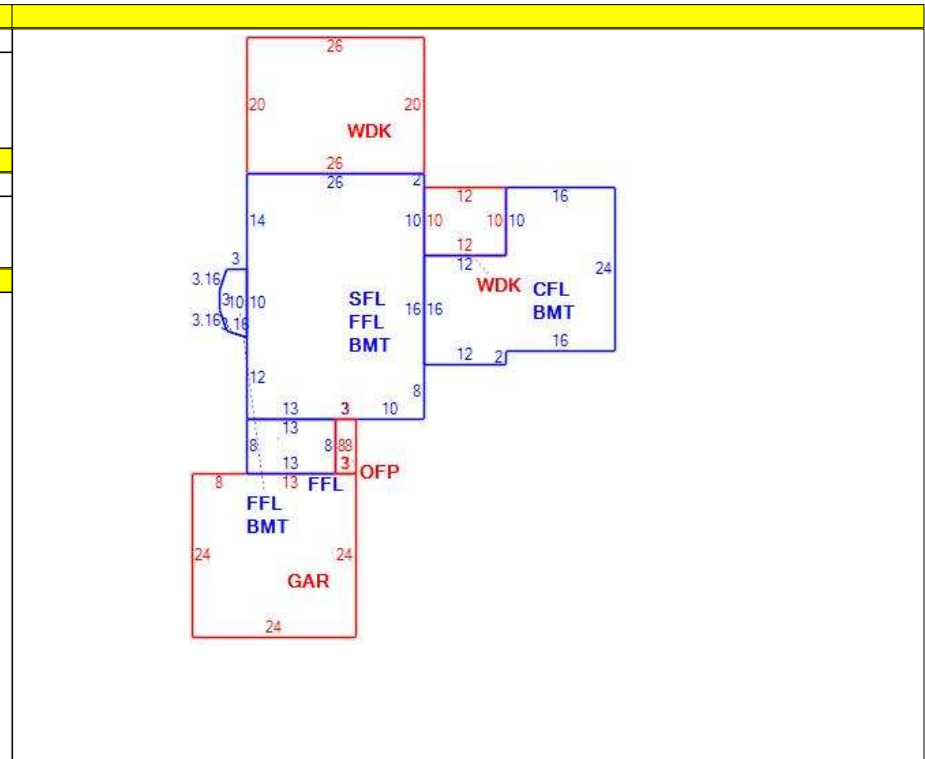 26
20 20
WDK
26
26 2
12 16
14 10 10 10 10
12
3 12
3.16 24
WDK CFL
3 10 10 SFL 16 16 BMT
FFL
3.16 3.16 BMT
16
12 2
12 8
13 3 10
13
8 8 8 8
13 3 OFP
8 13 FFL
FFL
BMT
24 24
GAR
24